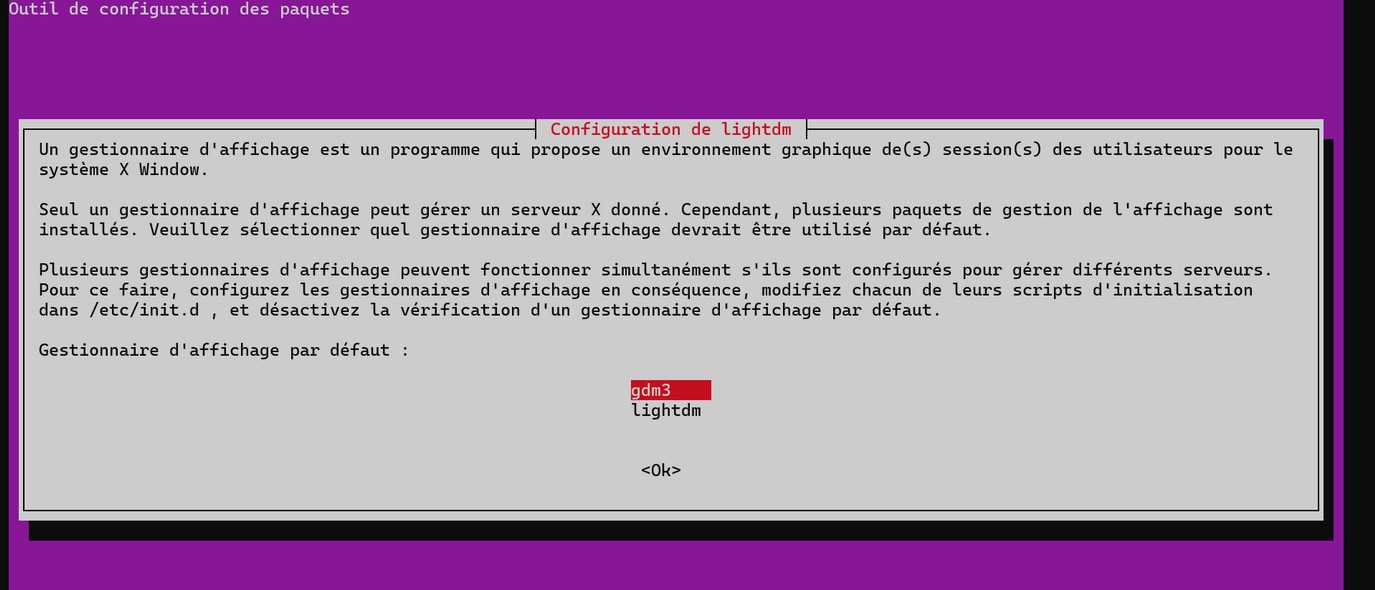 Outil de configuration des paquets
Configuration de lightdm
Un gestionnaire d'affichage est un programme qui propose un environnement graphique de(s) session(s) des utilisateurs pour le
système X Window.
Seul un gestionnaire d'affichage peut gérer un serveur X donné. Cependant, plusieurs paquets de gestion de l'affichage sont
installés. Veuillez sélectionner quel gestionnaire d'affichage devrait être utilisé par défaut.
Plusieurs gestionnaires d'affichage peuvent fonctionner simultanément s'ils sont configurés pour gérer différents serveurs.
Pour ce faire, configurez les gestionnaires d'affichage en conséquence, modifiez chacun de leurs scripts d'initialisation
dans /etc/init.d , et désactivez la vérification d'un gestionnaire d'affichage par défaut.
Gestionnaire d'affichage par défaut :
gdm3
lightdm
<Ok>